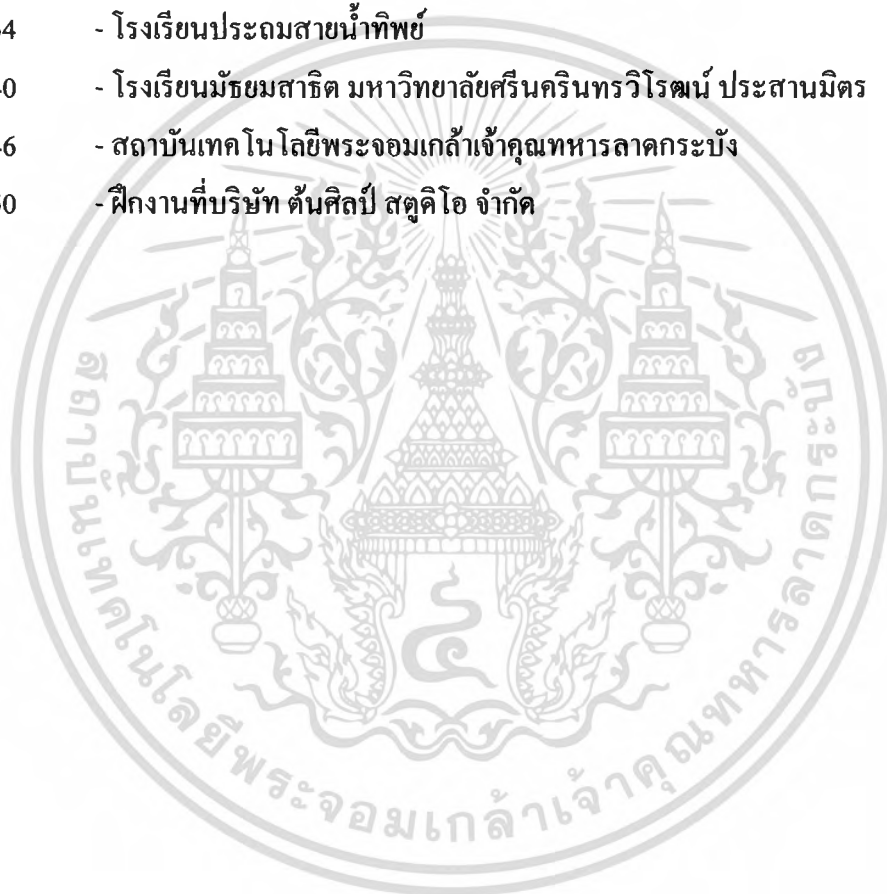 4 - โรงเรียนประถมสายน้ำทิพย์
0 - โรงเรียนมัธยมสาธิต มหาวิทยาลัยศรีนครินทรวิโรฒน์ ประสานมิตร
6 - สถาบันเทคโนโลยีพระจอมเกล้าเจ้าคุณทหารลาดกระบัง
0 - ฝึกงานที่บริษัท ต้นศิลป์ สตูดิโอ จำกัด
สถาบันเทคโนโลยีพระจอมเกล้าเจ้าคุณทหารลาดกระบัง
๔